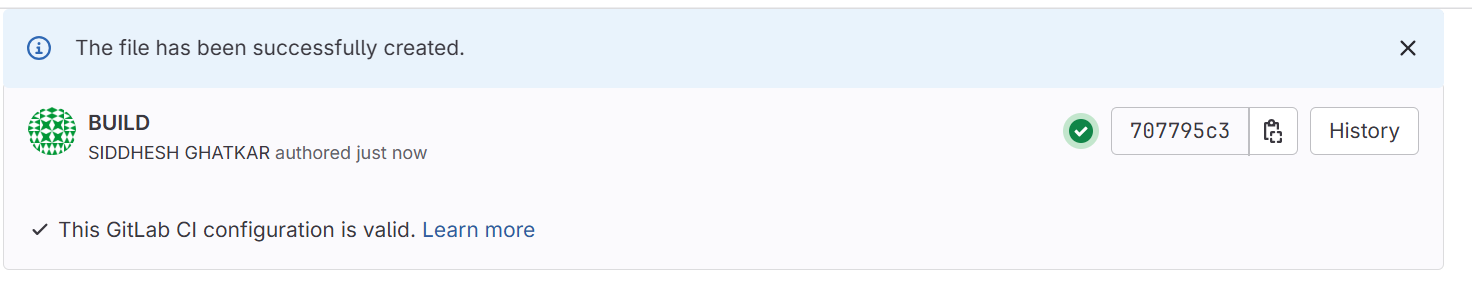 The file has been successfully created.
BUILD
SIDDHESH GHATKAR authored just now
707795c3
History
This GitLab CI configuration is valid. Learn more